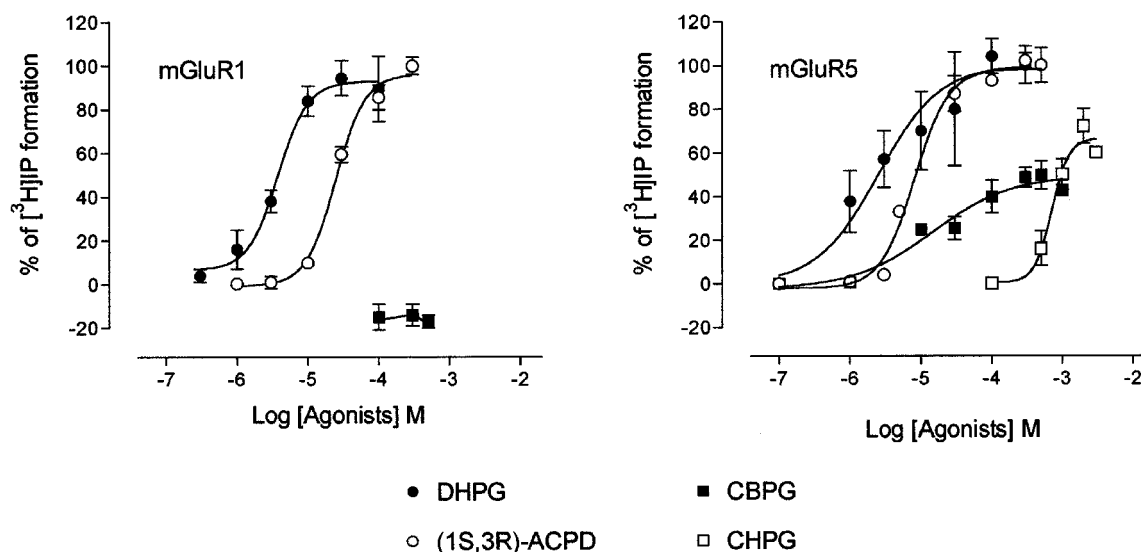 % of [³H]IP formation
120
100
80
60
40
20
0
-20
mGluR1
-7 -6 -5 -4 -3 -2
Log [Agonists] M
% of [³H]IP formation
120
100
80
60
40
20
0
-20
mGluR5
-7 -6 -5 -4 -3 -2
Log [Agonists] M
DHPG
CBPG
(1S,3R)-ACPD
CHPG